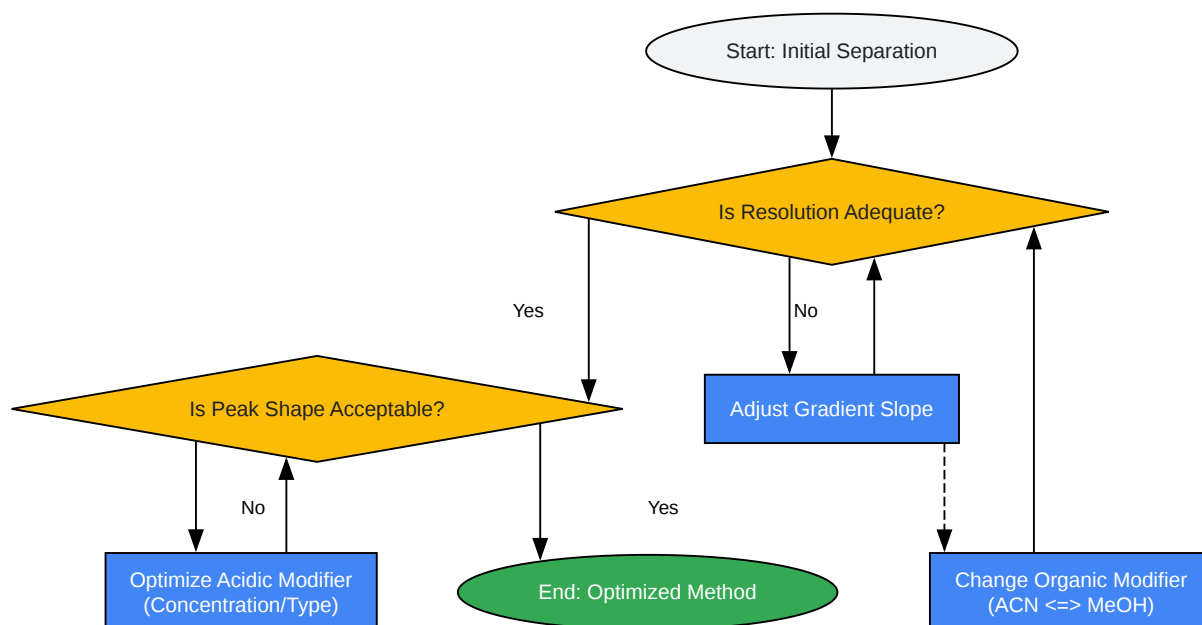 Start: Initial Separation
Is Resolution Adequate?
Yes
No
Is Peak Shape Acceptable?
Adjust Gradient Slope
No
Yes
Optimize Acidic Modifier
(Concentration/Type)
End: Optimized Method
Change Organic Modifier
(ACN <=> MeOH)